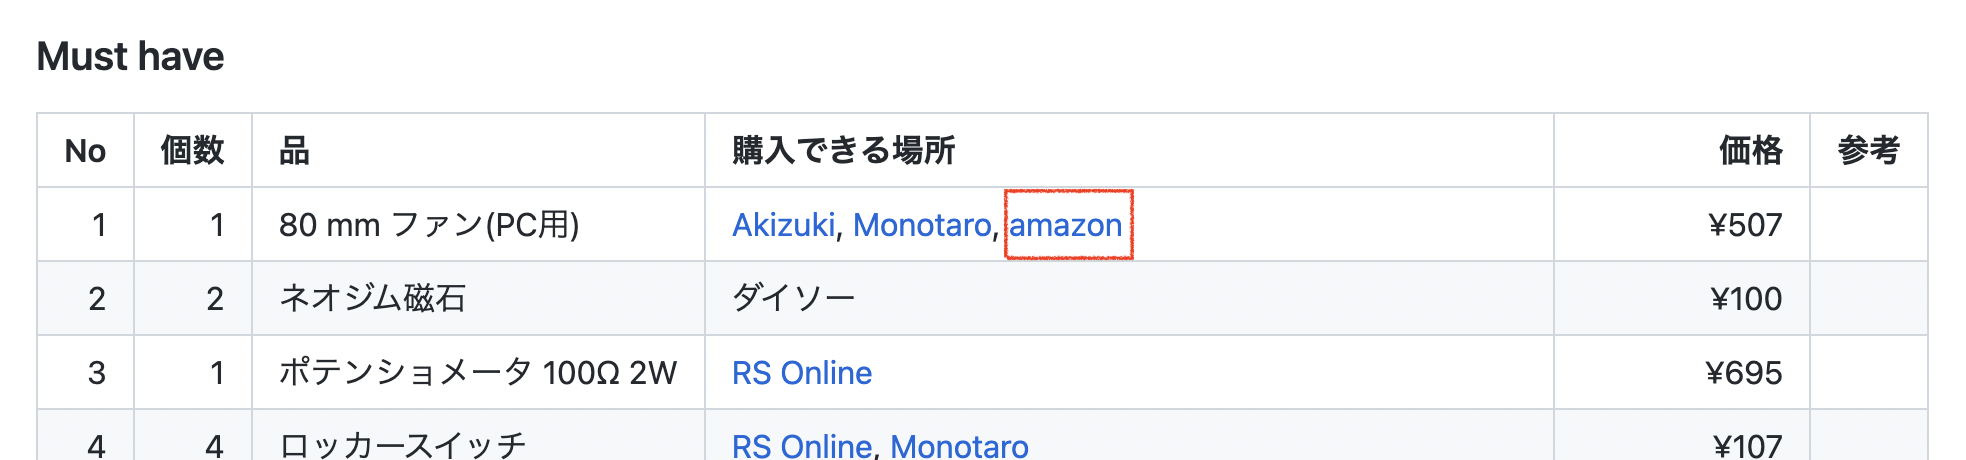 Must have
No 個数 品 購入できる場所 価格 参考
1 1 80 mm ファン(PC用) Akizuki, Monotaro, amazon ¥507
2 2 ネオジム磁石 ダイソー ¥100
3 1 ポテンショメータ 100Ω 2W RS Online ¥695
4 4 ロッカースイッチ RS Online, Monotaro ¥107